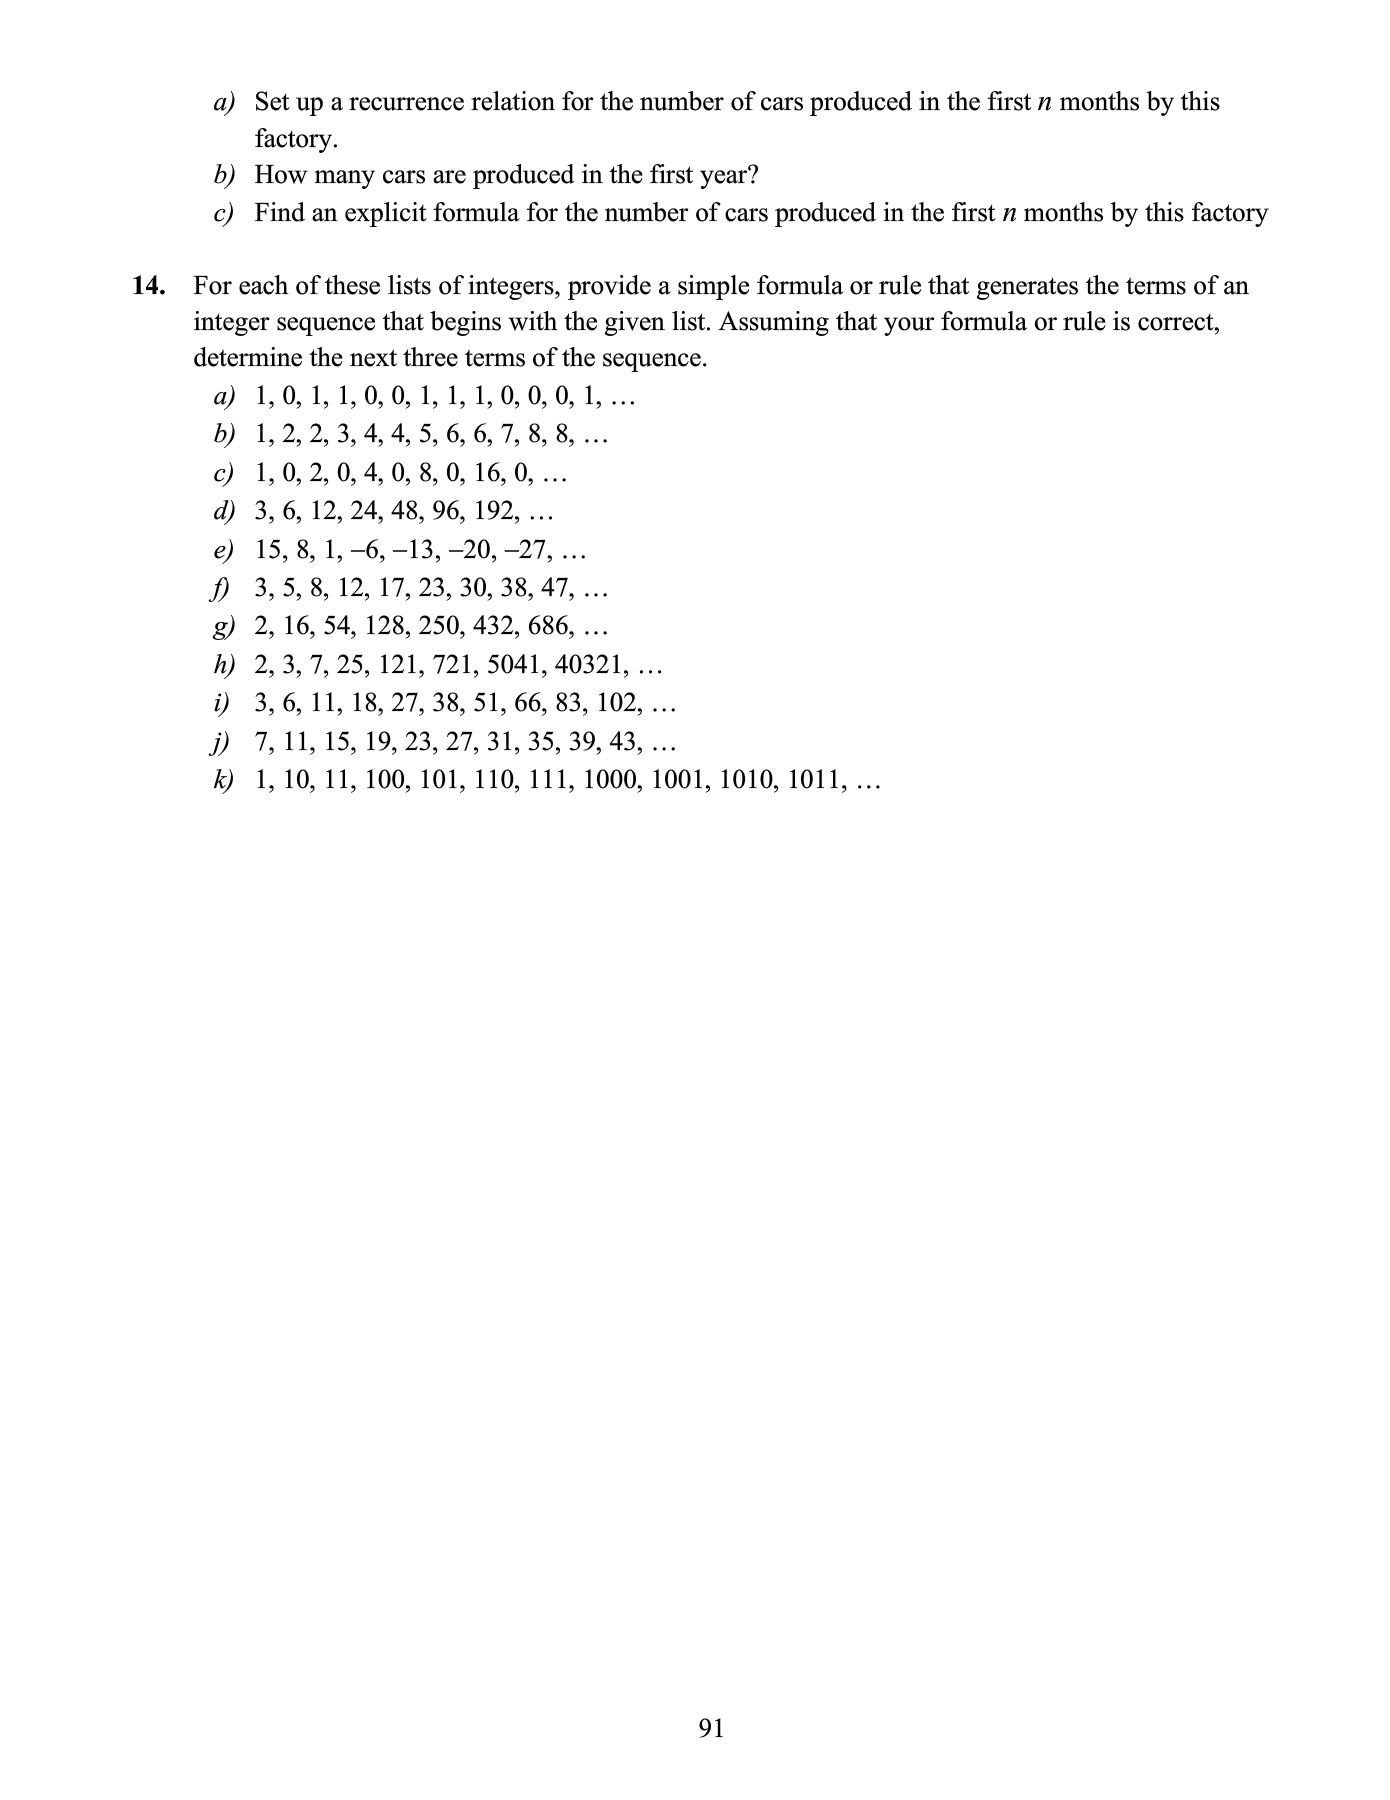 a) Set up a recurrence relation for the number of cars produced in the first n months by this
factory.
b) How many cars are produced in the first year?
c) Find an explicit formula for the number of cars produced in the first n months by this factory
14. For each of these lists of integers, provide a simple formula or rule that generates the terms of an
integer sequence that begins with the given list. Assuming that your formula or rule is correct,
determine the next three terms of the sequence.
a) 1, 0, 1, 1, 0, 0, 1, 1, 1, 0, 0, 0, 1, …
b) 1, 2, 2, 3, 4, 4, 5, 6, 6, 7, 8, 8, …
c) 1, 0, 2, 0, 4, 0, 8, 0, 16, 0, …
d) 3, 6, 12, 24, 48, 96, 192, …
e) 15, 8, 1, –6, –13, –20, –27, …
f) 3, 5, 8, 12, 17, 23, 30, 38, 47, …
g) 2, 16, 54, 128, 250, 432, 686, …
h) 2, 3, 7, 25, 121, 721, 5041, 40321, …
i) 3, 6, 11, 18, 27, 38, 51, 66, 83, 102, …
j) 7, 11, 15, 19, 23, 27, 31, 35, 39, 43, …
k) 1, 10, 11, 100, 101, 110, 111, 1000, 1001, 1010, 1011, …
91